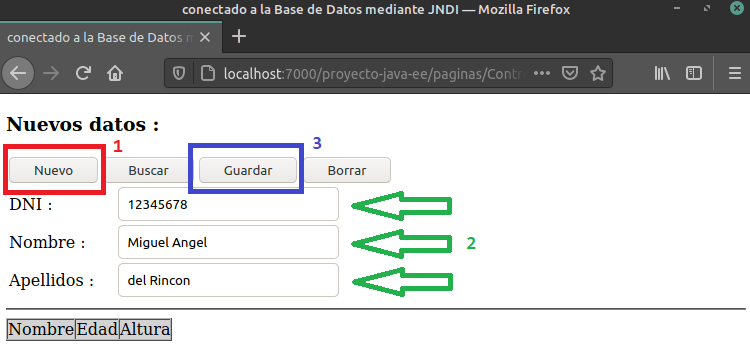 conectado a la Base de Datos mediante JNDI — Mozilla Firefox
conectado a la Base de Datos m
localhost:7000/proyecto-java-ee/paginas/Contr
Nuevos datos :
1
3
Nuevo Buscar Guardar Borrar
DNI : 12345678
Nombre : Miguel Angel 2
Apellidos : del Rincon
Nombre Edad Altura